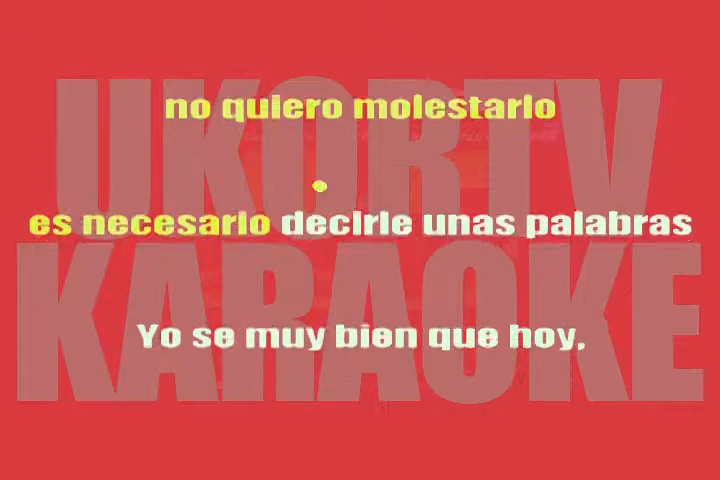 UKORTV
no quiero molestarlo
es necesario decirle unas palabras
KARAOKE
Yo se muy bien que hoy,